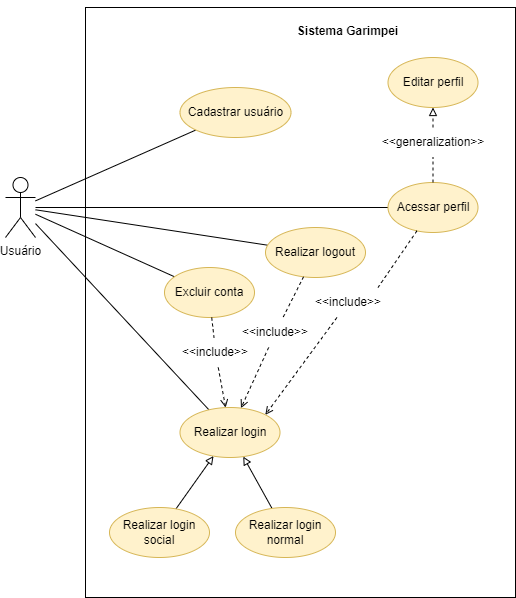 Sistema Garimpei
Editar perfil
Cadastrar usuário
<<generalization>>
Acessar perfil
Usuário
Realizar logout
Excluir conta
<<include>>
<<include>>
<<include>>
Realizar login
Realizar login
social
Realizar login
normal